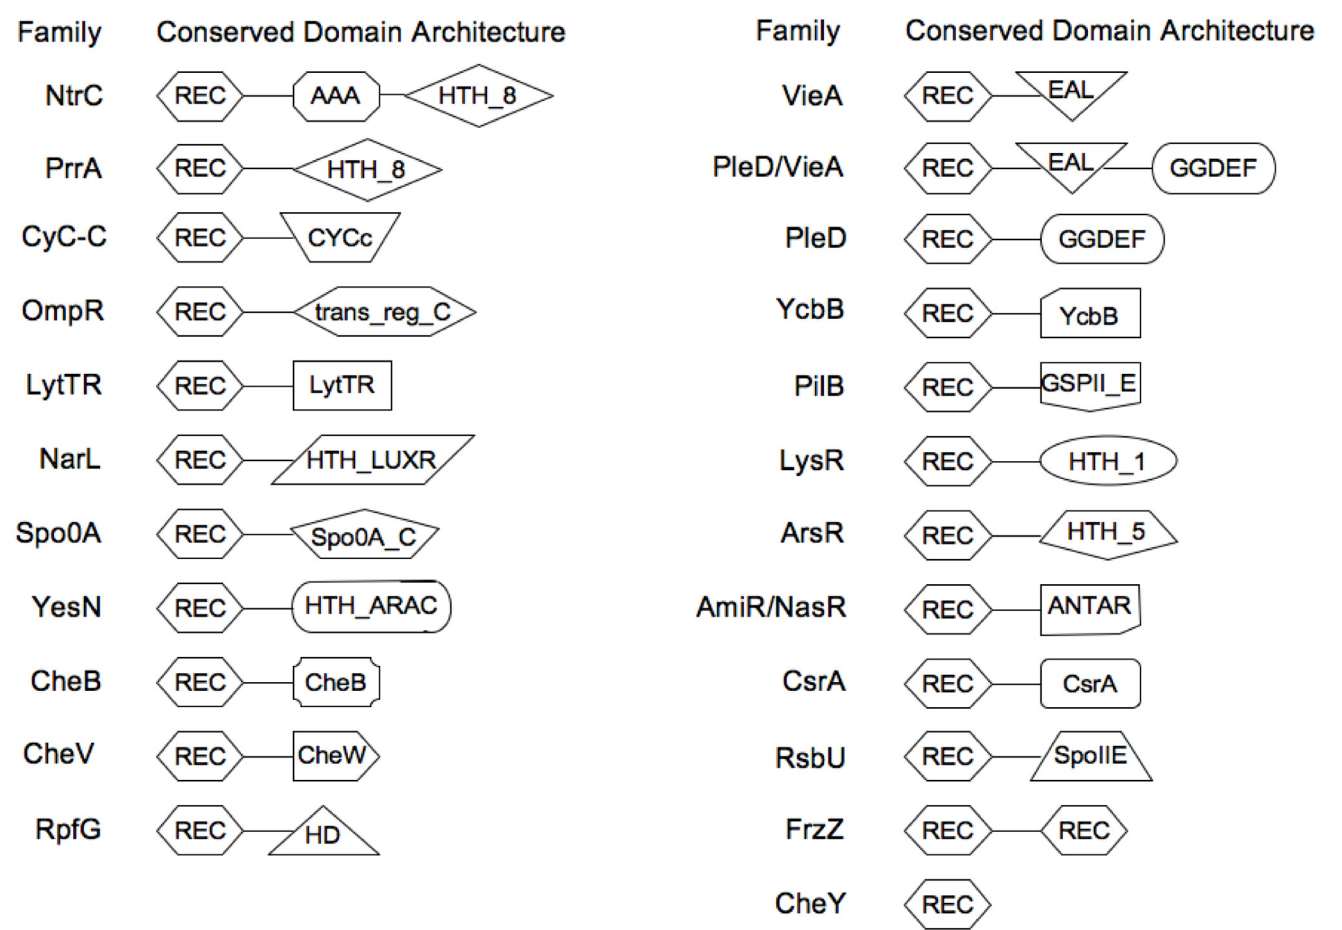 Family Conserved Domain Architecture
NtrC REC AAA HTH_8
PrrA REC HTH_8
CyC-C REC CYCc
OmpR REC trans_reg_C
LytTR REC LytTR
NarL REC HTH_LUXR
Spo0A REC Spo0A_C
YesN REC HTH_ARAC
CheB REC CheB
CheV REC CheW
RpfG REC HD
Family Conserved Domain Architecture
VieA REC EAL
PleD/VieA REC EAL GGDEF
PleD REC GGDEF
YcbB REC YcbB
PilB REC GSPII_E
LysR REC HTH_1
ArsR REC HTH_5
AmiR/NasR REC ANTAR
CsrA REC CsrA
RsbU REC SpoIIE
FrzZ REC REC
CheY REC